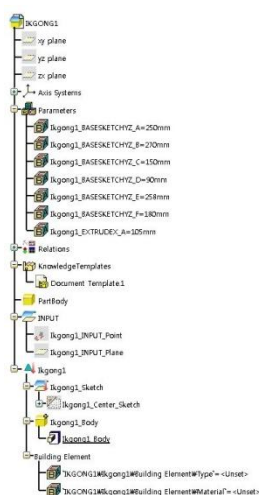 IKGONG1
xy plane
yz plane
zx plane
Axis Systems
Parameters
Ikgong1_BASESKETCHYZ_A=250mm
Ikgong1_BASESKETCHYZ_B=270mm
Ikgong1_BASESKETCHYZ_C=150mm
Ikgong1_BASESKETCHYZ_D=90mm
Ikgong1_BASESKETCHYZ_E=258mm
Ikgong1_BASESKETCHYZ_F=180mm
Ikgong1_EXTRUDEX_A=105mm
Relations
KnowledgeTemplates
Document Template.1
PartBody
INPUT
Ikgong1_INPUT_Point
Ikgong1_INPUT_Plane
Ikgong1
Ikgong1_Sketch
Ikgong1_Center_Sketch
Ikgong1_Body
Ikgong1_Body
Building Element
`IKGONG1₩Ikgong1₩Building Element₩Type`= <Unset>
`IKGONG1₩Ikgong1₩Building Element₩Material`= <Unset>